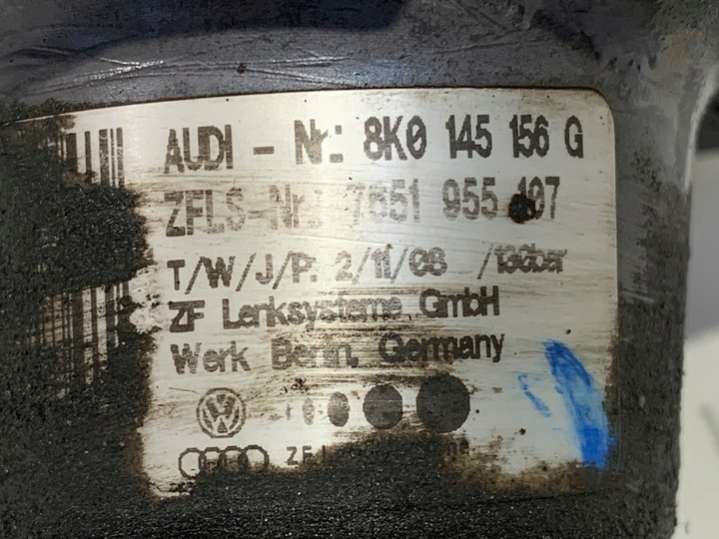 AUDI - Nr.: 8K0 145 156 G
ZFLS-Nr.: 7651 955
T/W/J/P: 2/11/08 /130bar
ZF Lenksysteme GmbH
Werk Berlin, Germany